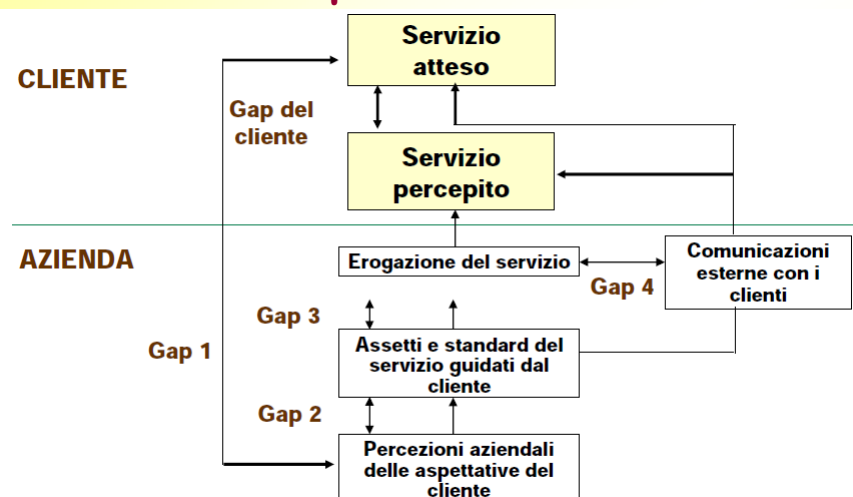 Servizio
atteso
CLIENTE
Gap del
cliente
Servizio
percepito
AZIENDA
Erogazione del servizio
Comunicazioni
esterne con i
clienti
Gap 4
Gap 3
Gap 1
Assetti e standard del
servizio guidati dal
cliente
Gap 2
Percezioni aziendali
delle aspettative del
cliente